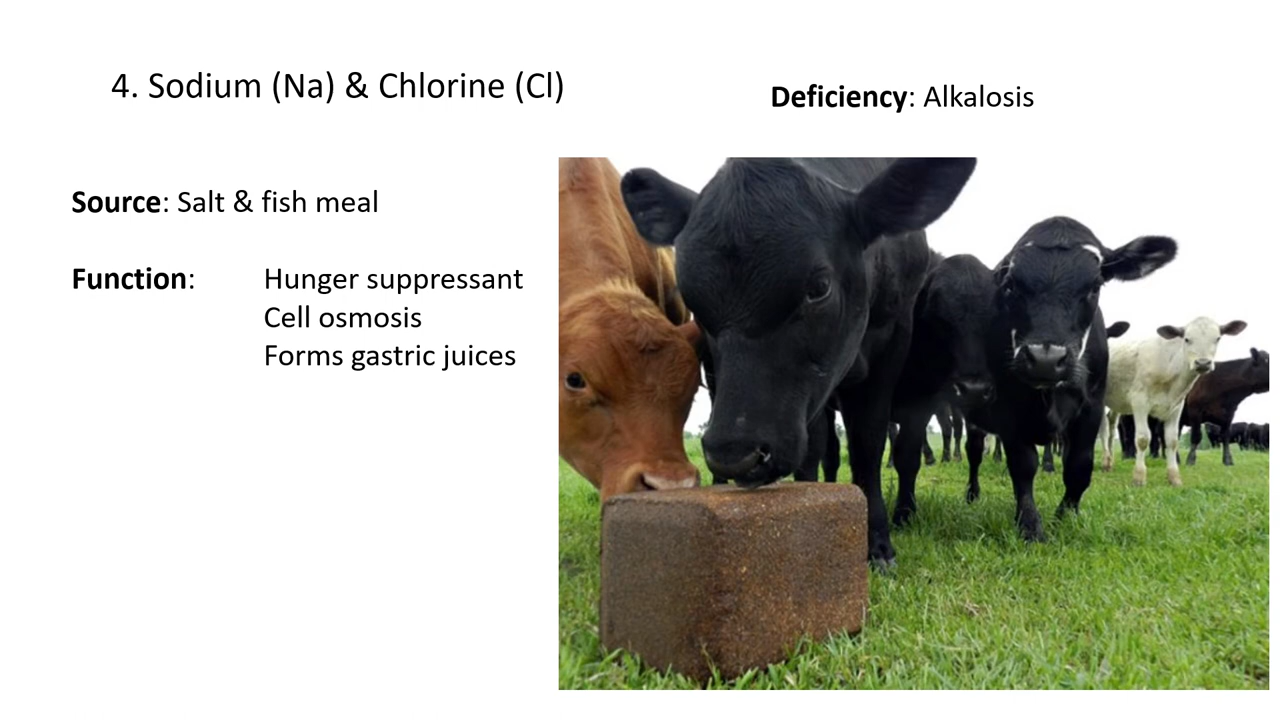 4. Sodium (Na) & Chlorine (Cl)
Deficiency: Alkalosis
Source: Salt & fish meal
Function: Hunger suppressant
Cell osmosis
Forms gastric juices